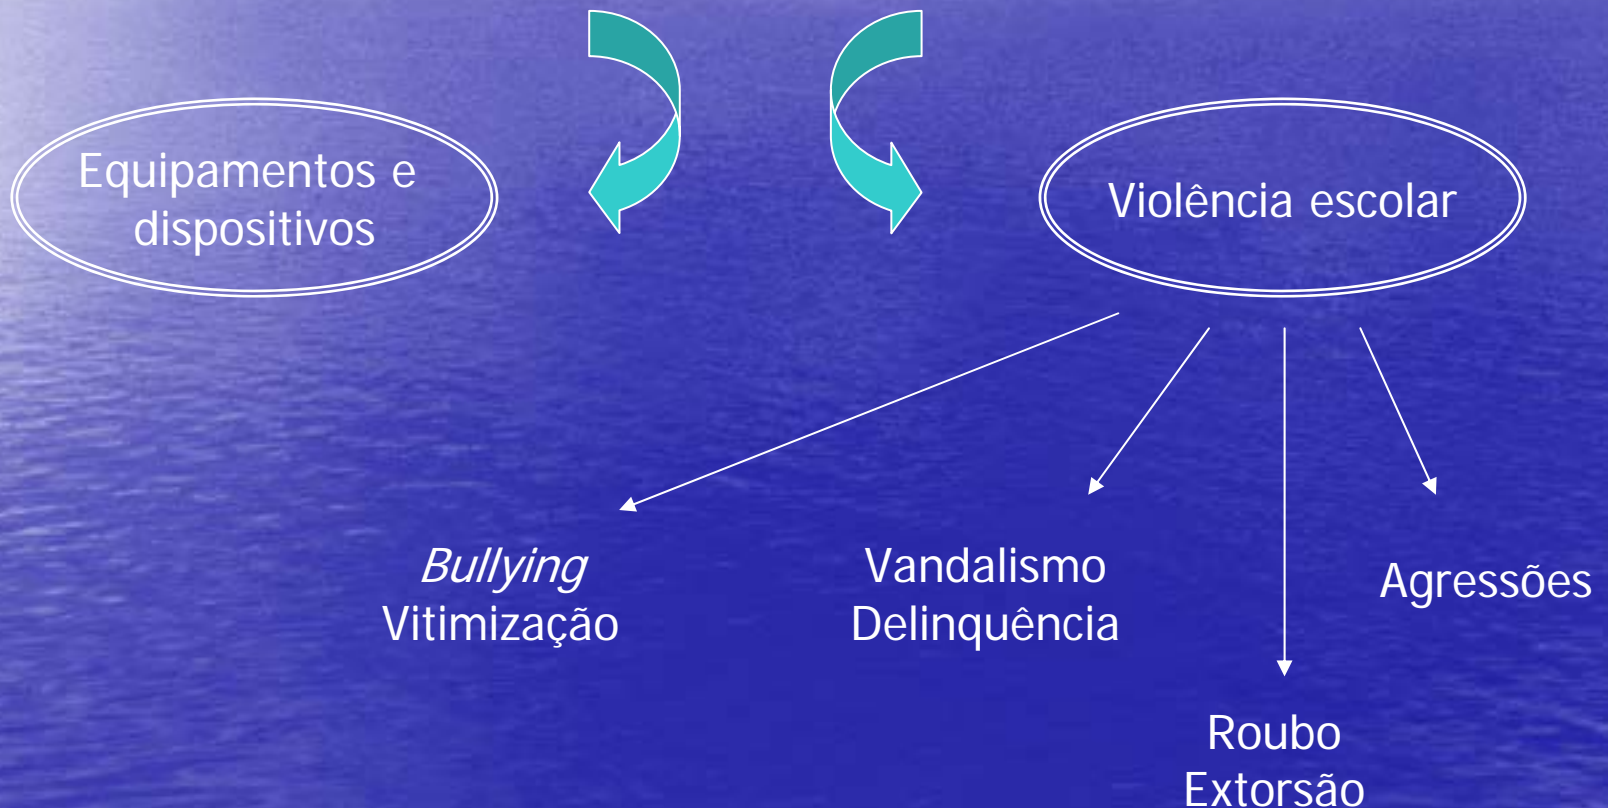 Equipamentos e
dispositivos
Violência escolar
Bullying
Vitimização
Vandalismo
Delinquência
Agressões
Roubo
Extorsão